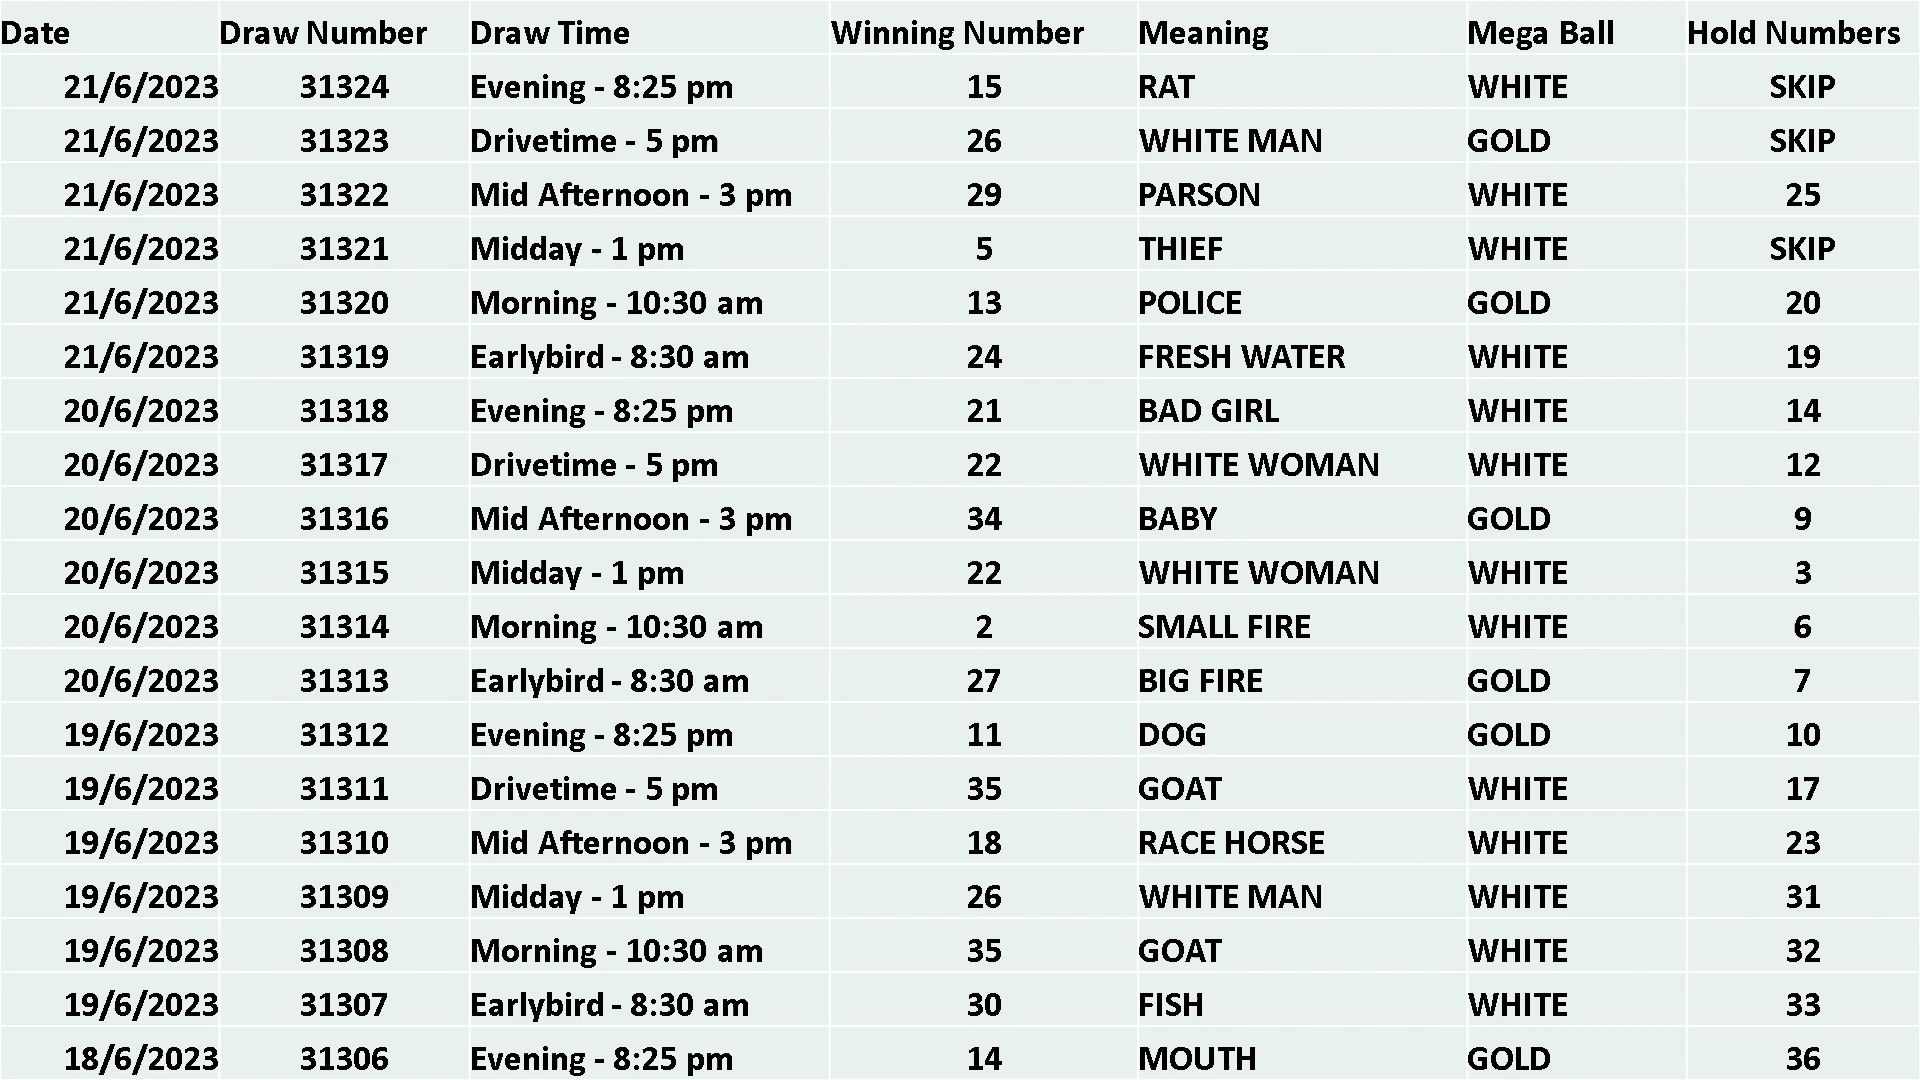 Date Draw Number Draw Time Winning Number Meaning Mega Ball Hold Numbers
21/6/2023 31324 Evening - 8:25 pm 15 RAT WHITE SKIP
21/6/2023 31323 Drivetime - 5 pm 26 WHITE MAN GOLD SKIP
21/6/2023 31322 Mid Afternoon - 3 pm 29 PARSON WHITE 25
21/6/2023 31321 Midday - 1 pm 5 THIEF WHITE SKIP
21/6/2023 31320 Morning - 10:30 am 13 POLICE GOLD 20
21/6/2023 31319 Earlybird - 8:30 am 24 FRESH WATER WHITE 19
20/6/2023 31318 Evening - 8:25 pm 21 BAD GIRL WHITE 14
20/6/2023 31317 Drivetime - 5 pm 22 WHITE WOMAN WHITE 12
20/6/2023 31316 Mid Afternoon - 3 pm 34 BABY GOLD 9
20/6/2023 31315 Midday - 1 pm 22 WHITE WOMAN WHITE 3
20/6/2023 31314 Morning - 10:30 am 2 SMALL FIRE WHITE 6
20/6/2023 31313 Earlybird - 8:30 am 27 BIG FIRE GOLD 7
19/6/2023 31312 Evening - 8:25 pm 11 DOG GOLD 10
19/6/2023 31311 Drivetime - 5 pm 35 GOAT WHITE 17
19/6/2023 31310 Mid Afternoon - 3 pm 18 RACE HORSE WHITE 23
19/6/2023 31309 Midday - 1 pm 26 WHITE MAN WHITE 31
19/6/2023 31308 Morning - 10:30 am 35 GOAT WHITE 32
19/6/2023 31307 Earlybird - 8:30 am 30 FISH WHITE 33
18/6/2023 31306 Evening - 8:25 pm 14 MOUTH GOLD 36